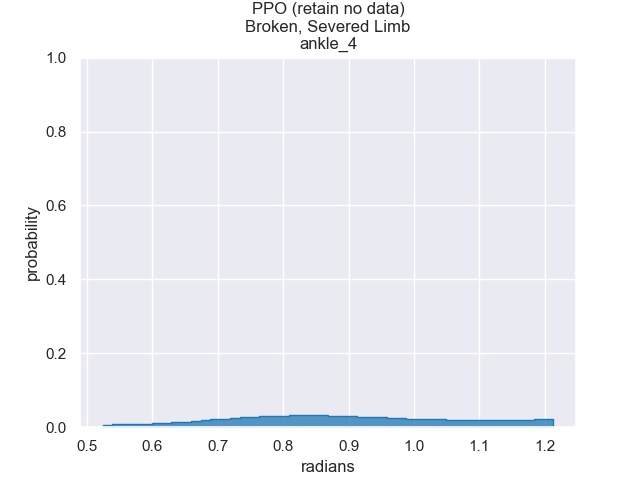 PPO (retain no data)
Broken, Severed Limb
ankle_4
1.0
0.8
0.6
0.4
0.2
0.0
probability
0.5 0.6 0.7 0.8 0.9 1.0 1.1 1.2
radians